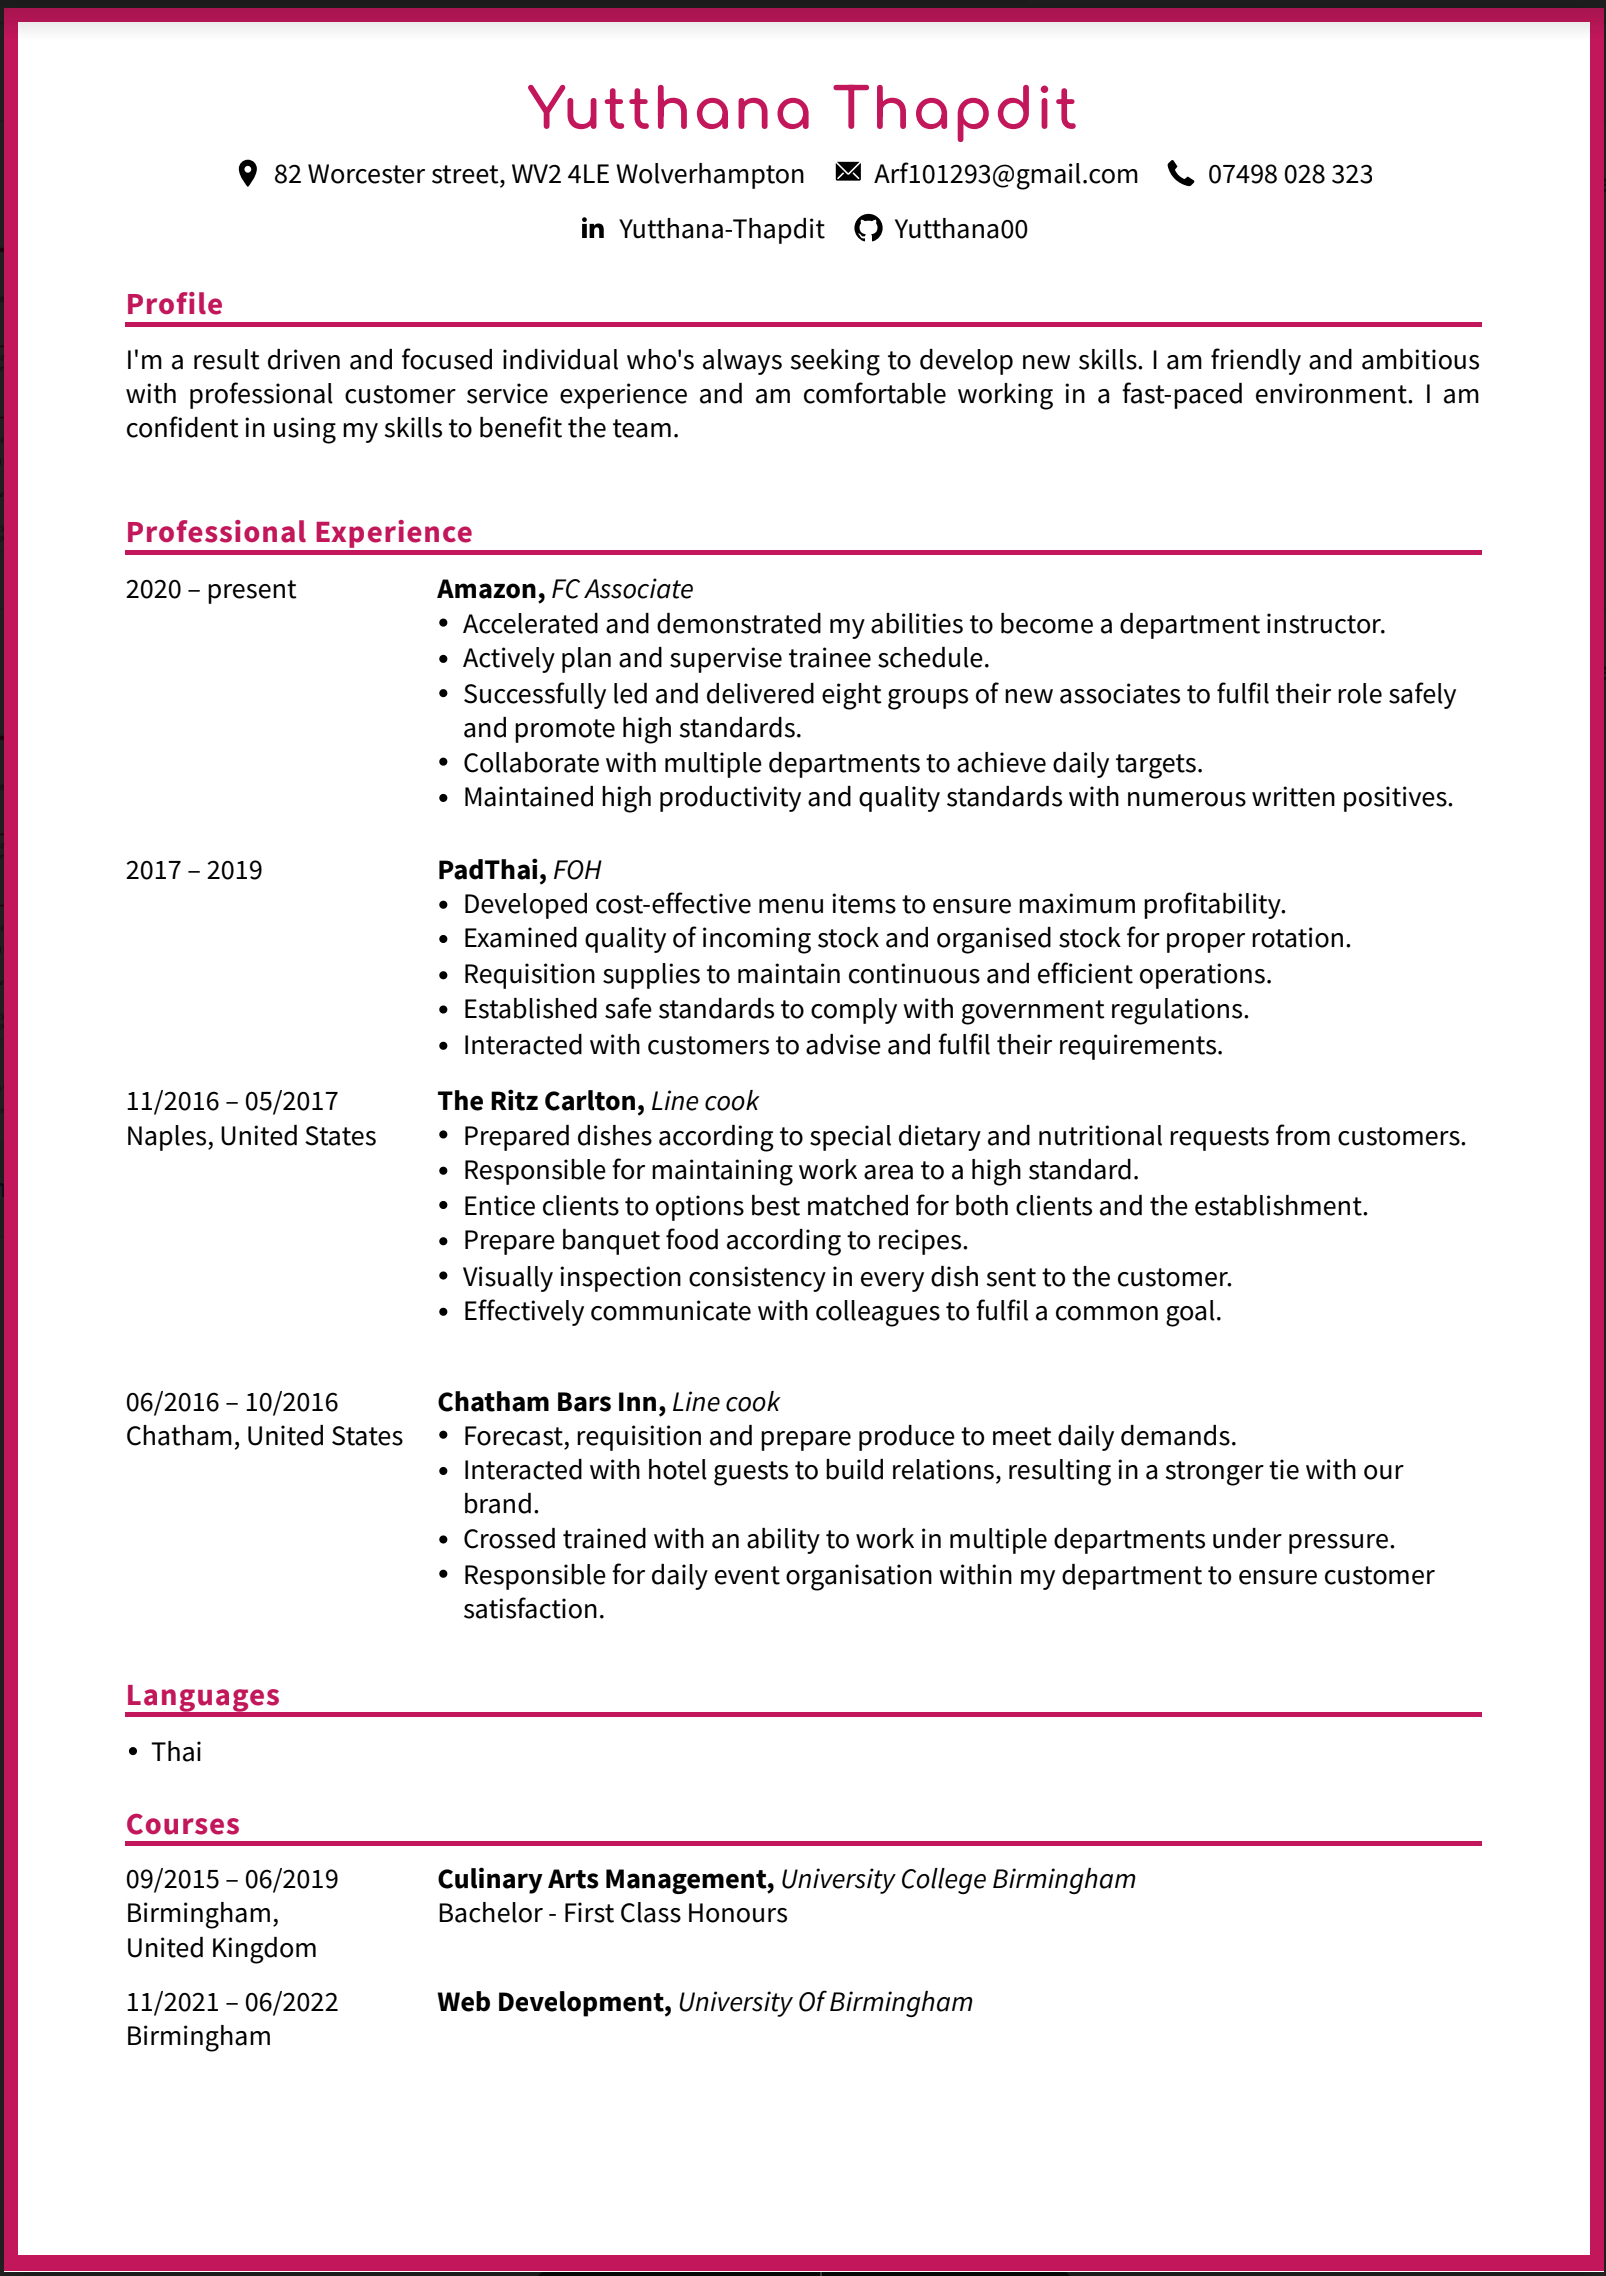 Yutthana Thapdit
82 Worcester street, WV2 4LE Wolverhampton Arf101293@gmail.com 07498 028 323
in Yutthana-Thapdit Yutthana00
Profile
I'm a result driven and focused individual who's always seeking to develop new skills. I am friendly and ambitious
with professional customer service experience and am comfortable working in a fast-paced environment. I am
confident in using my skills to benefit the team.
Professional Experience
2020 – present
Amazon, FC Associate
• Accelerated and demonstrated my abilities to become a department instructor.
• Actively plan and supervise trainee schedule.
• Successfully led and delivered eight groups of new associates to fulfil their role safely
and promote high standards.
• Collaborate with multiple departments to achieve daily targets.
• Maintained high productivity and quality standards with numerous written positives.
2017 – 2019
PadThai, FOH
• Developed cost-effective menu items to ensure maximum profitability.
• Examined quality of incoming stock and organised stock for proper rotation.
• Requisition supplies to maintain continuous and efficient operations.
• Established safe standards to comply with government regulations.
• Interacted with customers to advise and fulfil their requirements.
11/2016 – 05/2017
Naples, United States
The Ritz Carlton, Line cook
• Prepared dishes according to special dietary and nutritional requests from customers.
• Responsible for maintaining work area to a high standard.
• Entice clients to options best matched for both clients and the establishment.
• Prepare banquet food according to recipes.
• Visually inspection consistency in every dish sent to the customer.
• Effectively communicate with colleagues to fulfil a common goal.
06/2016 – 10/2016
Chatham, United States
Chatham Bars Inn, Line cook
• Forecast, requisition and prepare produce to meet daily demands.
• Interacted with hotel guests to build relations, resulting in a stronger tie with our
brand.
• Crossed trained with an ability to work in multiple departments under pressure.
• Responsible for daily event organisation within my department to ensure customer
satisfaction.
Languages
• Thai
Courses
09/2015 – 06/2019
Birmingham,
United Kingdom
Culinary Arts Management, University College Birmingham
Bachelor - First Class Honours
11/2021 – 06/2022
Birmingham
Web Development, University Of Birmingham